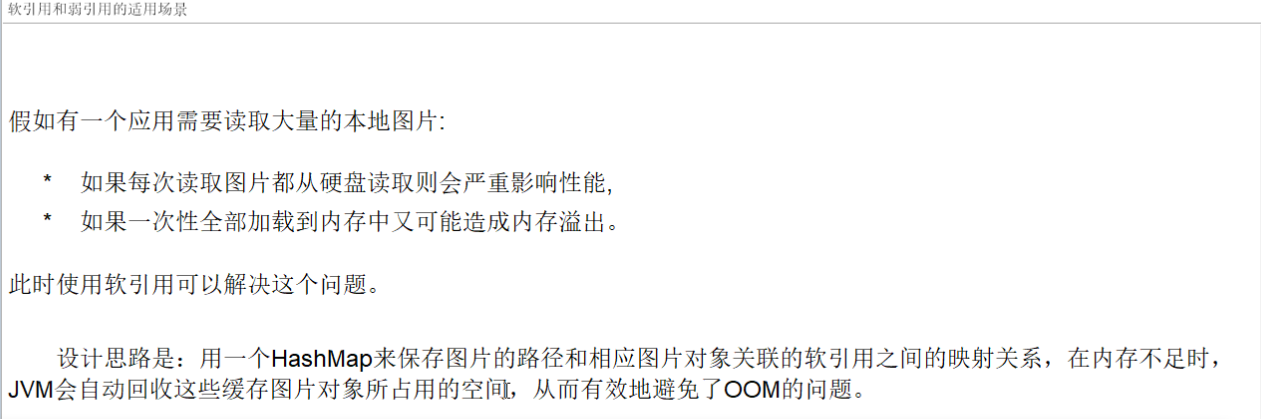 软引用和弱引用的适用场景
假如有一个应用需要读取大量的本地图片:
* 如果每次读取图片都从硬盘读取则会严重影响性能,
* 如果一次性全部加载到内存中又可能造成内存溢出。
此时使用软引用可以解决这个问题。
设计思路是：用一个HashMap来保存图片的路径和相应图片对象关联的软引用之间的映射关系，在内存不足时，
JVM会自动回收这些缓存图片对象所占用的空间，从而有效地避免了OOM的问题。